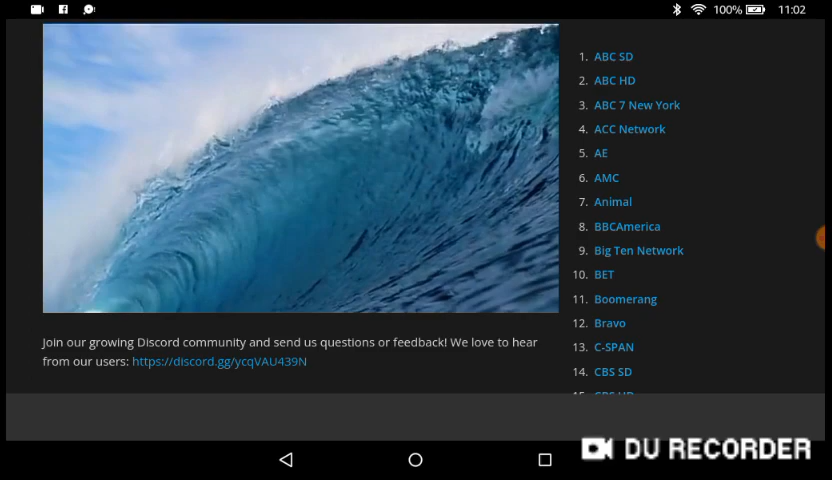 100% 11:02
1. ABC SD
2. ABC HD
3. ABC 7 New York
4. ACC Network
5. AE
6. AMC
7. Animal
8. BBCAmerica
9. Big Ten Network
10. BET
11. Boomerang
12. Bravo
13. C-SPAN
14. CBS SD
Join our growing Discord community and send us questions or feedback! We love to hear
from our users: https://discord.gg/ycqVAU439N
DU RECORDER